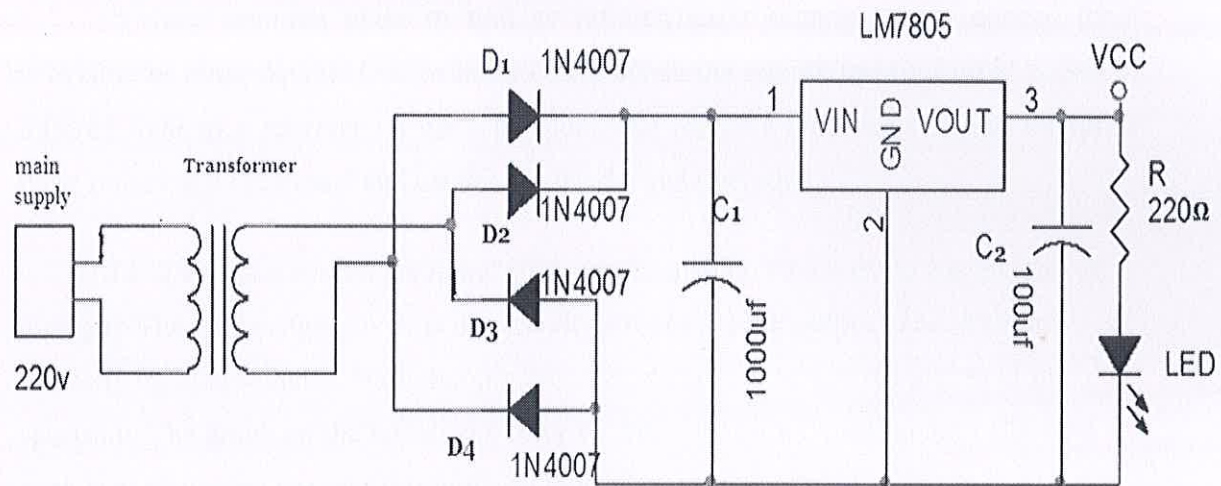 LM7805
D1 1N4007
VCC
1
VIN
GND
VOUT
3
main
supply
Transformer
R
220Ω
1N4007
D2
C1
2
C2
1N4007
D3
1000uf
100uf
220v
LED
D4
1N4007